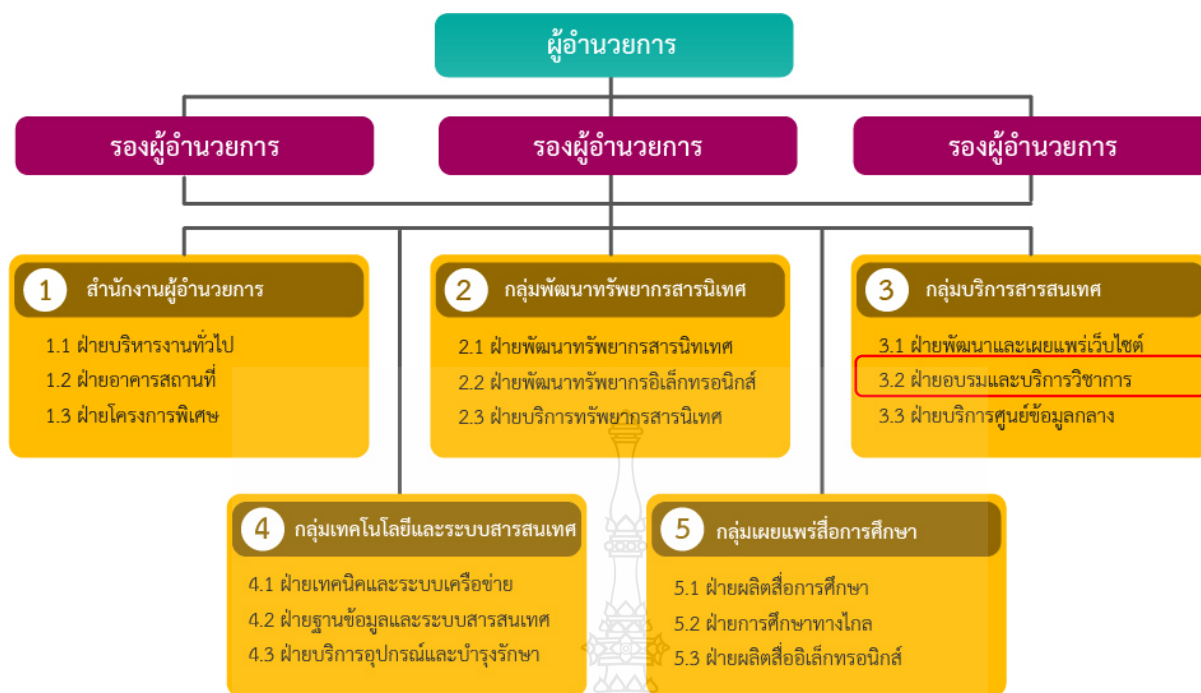 ผู้อำนวยการ
รองผู้อำนวยการ
รองผู้อำนวยการ
รองผู้อำนวยการ
1 สำนักงานผู้อำนวยการ
1.1 ฝ่ายบริหารงานทั่วไป
1.2 ฝ่ายอาคารสถานที่
1.3 ฝ่ายโครงการพิเศษ
2 กลุ่มพัฒนาทรัพยากรสารนิเทศ
2.1 ฝ่ายพัฒนาทรัพยากรสารนิทเทศ
2.2 ฝ่ายพัฒนาทรัพยากรอิเล็กทรอนิกส์
2.3 ฝ่ายบริการทรัพยากรสารนิเทศ
3 กลุ่มบริการสารสนเทศ
3.1 ฝ่ายพัฒนาและเผยแพร่เว็บไซต์
3.2 ฝ่ายอบรมและบริการวิชาการ
3.3 ฝ่ายบริการศูนย์ข้อมูลกลาง
4 กลุ่มเทคโนโลยีและระบบสารสนเทศ
4.1 ฝ่ายเทคนิคและระบบเครือข่าย
4.2 ฝ่ายฐานข้อมูลและระบบสารสนเทศ
4.3 ฝ่ายบริการอุปกรณ์และบำรุงรักษา
5 กลุ่มเผยแพร่สื่อการศึกษา
5.1 ฝ่ายผลิตสื่อการศึกษา
5.2 ฝ่ายการศึกษาทางไกล
5.3 ฝ่ายผลิตสื่ออิเล็กทรอนิกส์